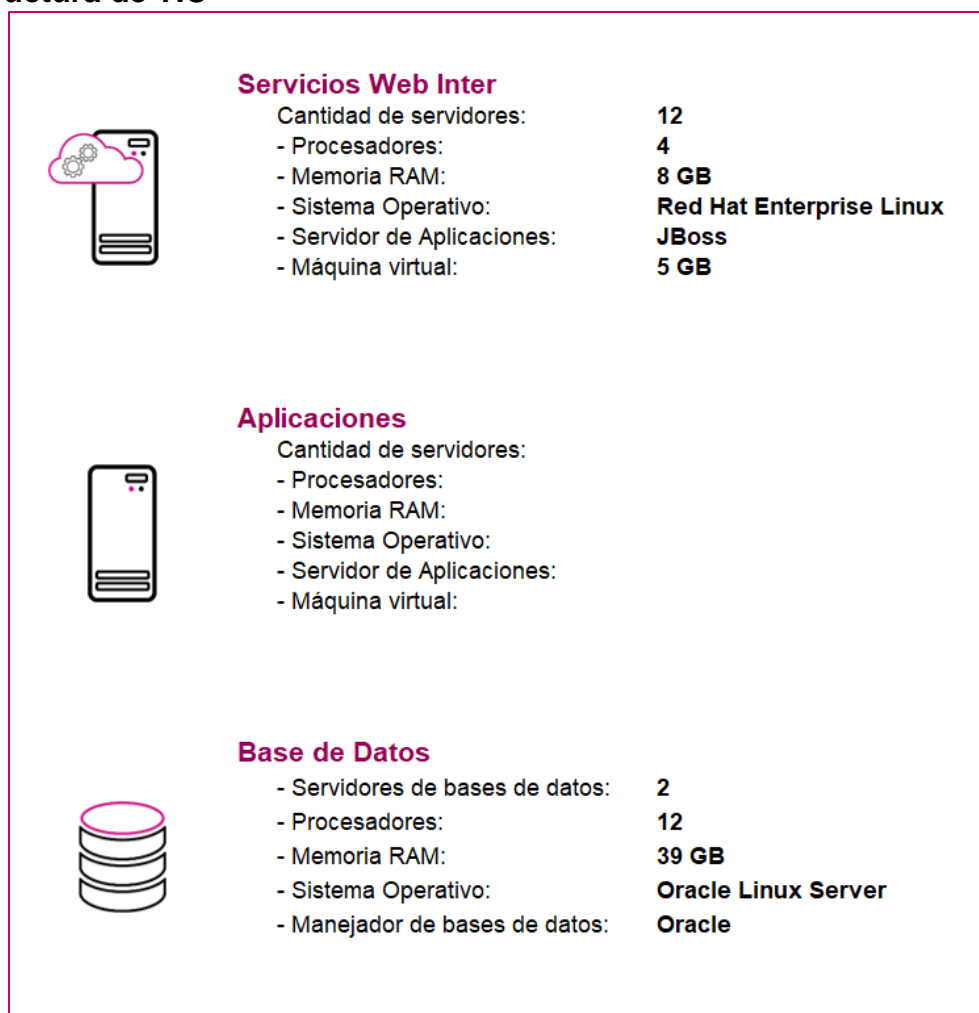 Servicios Web Inter
Cantidad de servidores: 12
- Procesadores: 4
- Memoria RAM: 8 GB
- Sistema Operativo: Red Hat Enterprise Linux
- Servidor de Aplicaciones: JBoss
- Máquina virtual: 5 GB
Aplicaciones
Cantidad de servidores:
- Procesadores:
- Memoria RAM:
- Sistema Operativo:
- Servidor de Aplicaciones:
- Máquina virtual:
Base de Datos
- Servidores de bases de datos: 2
- Procesadores: 12
- Memoria RAM: 39 GB
- Sistema Operativo: Oracle Linux Server
- Manejador de bases de datos: Oracle